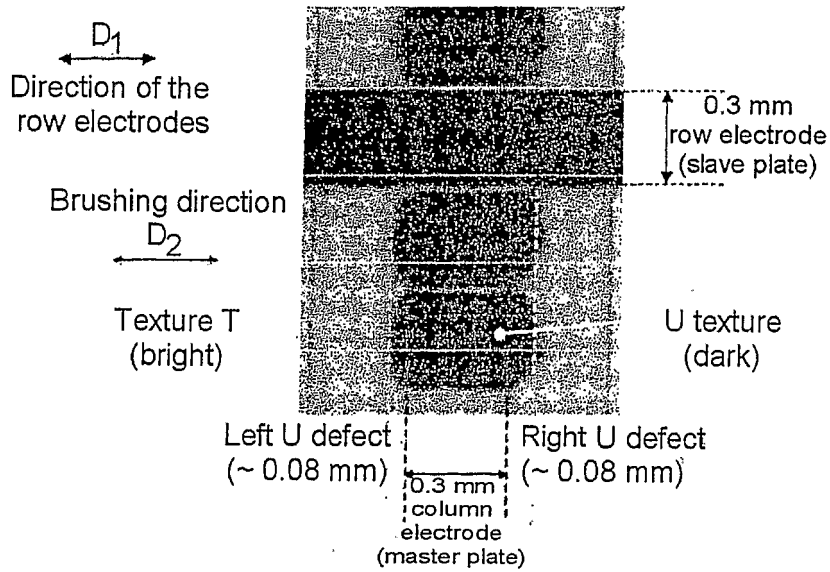 D1
Direction of the
row electrodes
0.3 mm
row electrode
(slave plate)
Brushing direction
D2
Texture T
(bright)
U texture
(dark)
Left U defect
(~ 0.08 mm)
Right U defect
(~ 0.08 mm)
0.3 mm
column
electrode
(master plate)